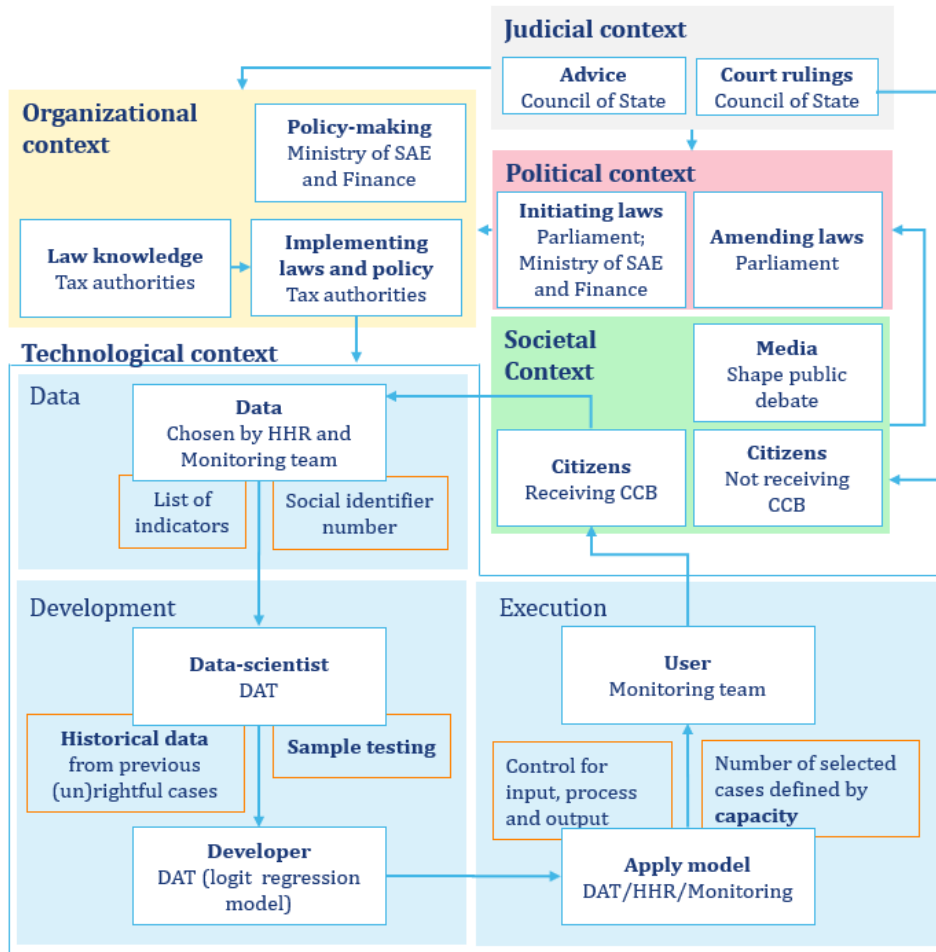 Judicial context
Advice
Council of State
Court rulings
Council of State
Organizational
context
Policy-making
Ministry of SAE
and Finance
Law knowledge
Tax authorities
Implementing
laws and policy
Tax authorities
Political context
Initiating laws
Parliament;
Ministry of SAE
and Finance
Amending laws
Parliament
Societal
Context
Media
Shape public
debate
Citizens
Receiving CCB
Citizens
Not receiving
CCB
Technological context
Data
Data
Chosen by HHR and
Monitoring team
List of
indicators
Social identifier
number
Development
Data-scientist
DAT
Historical data
from previous
(un)rightful cases
Sample testing
Developer
DAT (logit regression
model)
Execution
User
Monitoring team
Control for
input, process
and output
Number of selected
cases defined by
capacity
Apply model
DAT/HHR/Monitoring